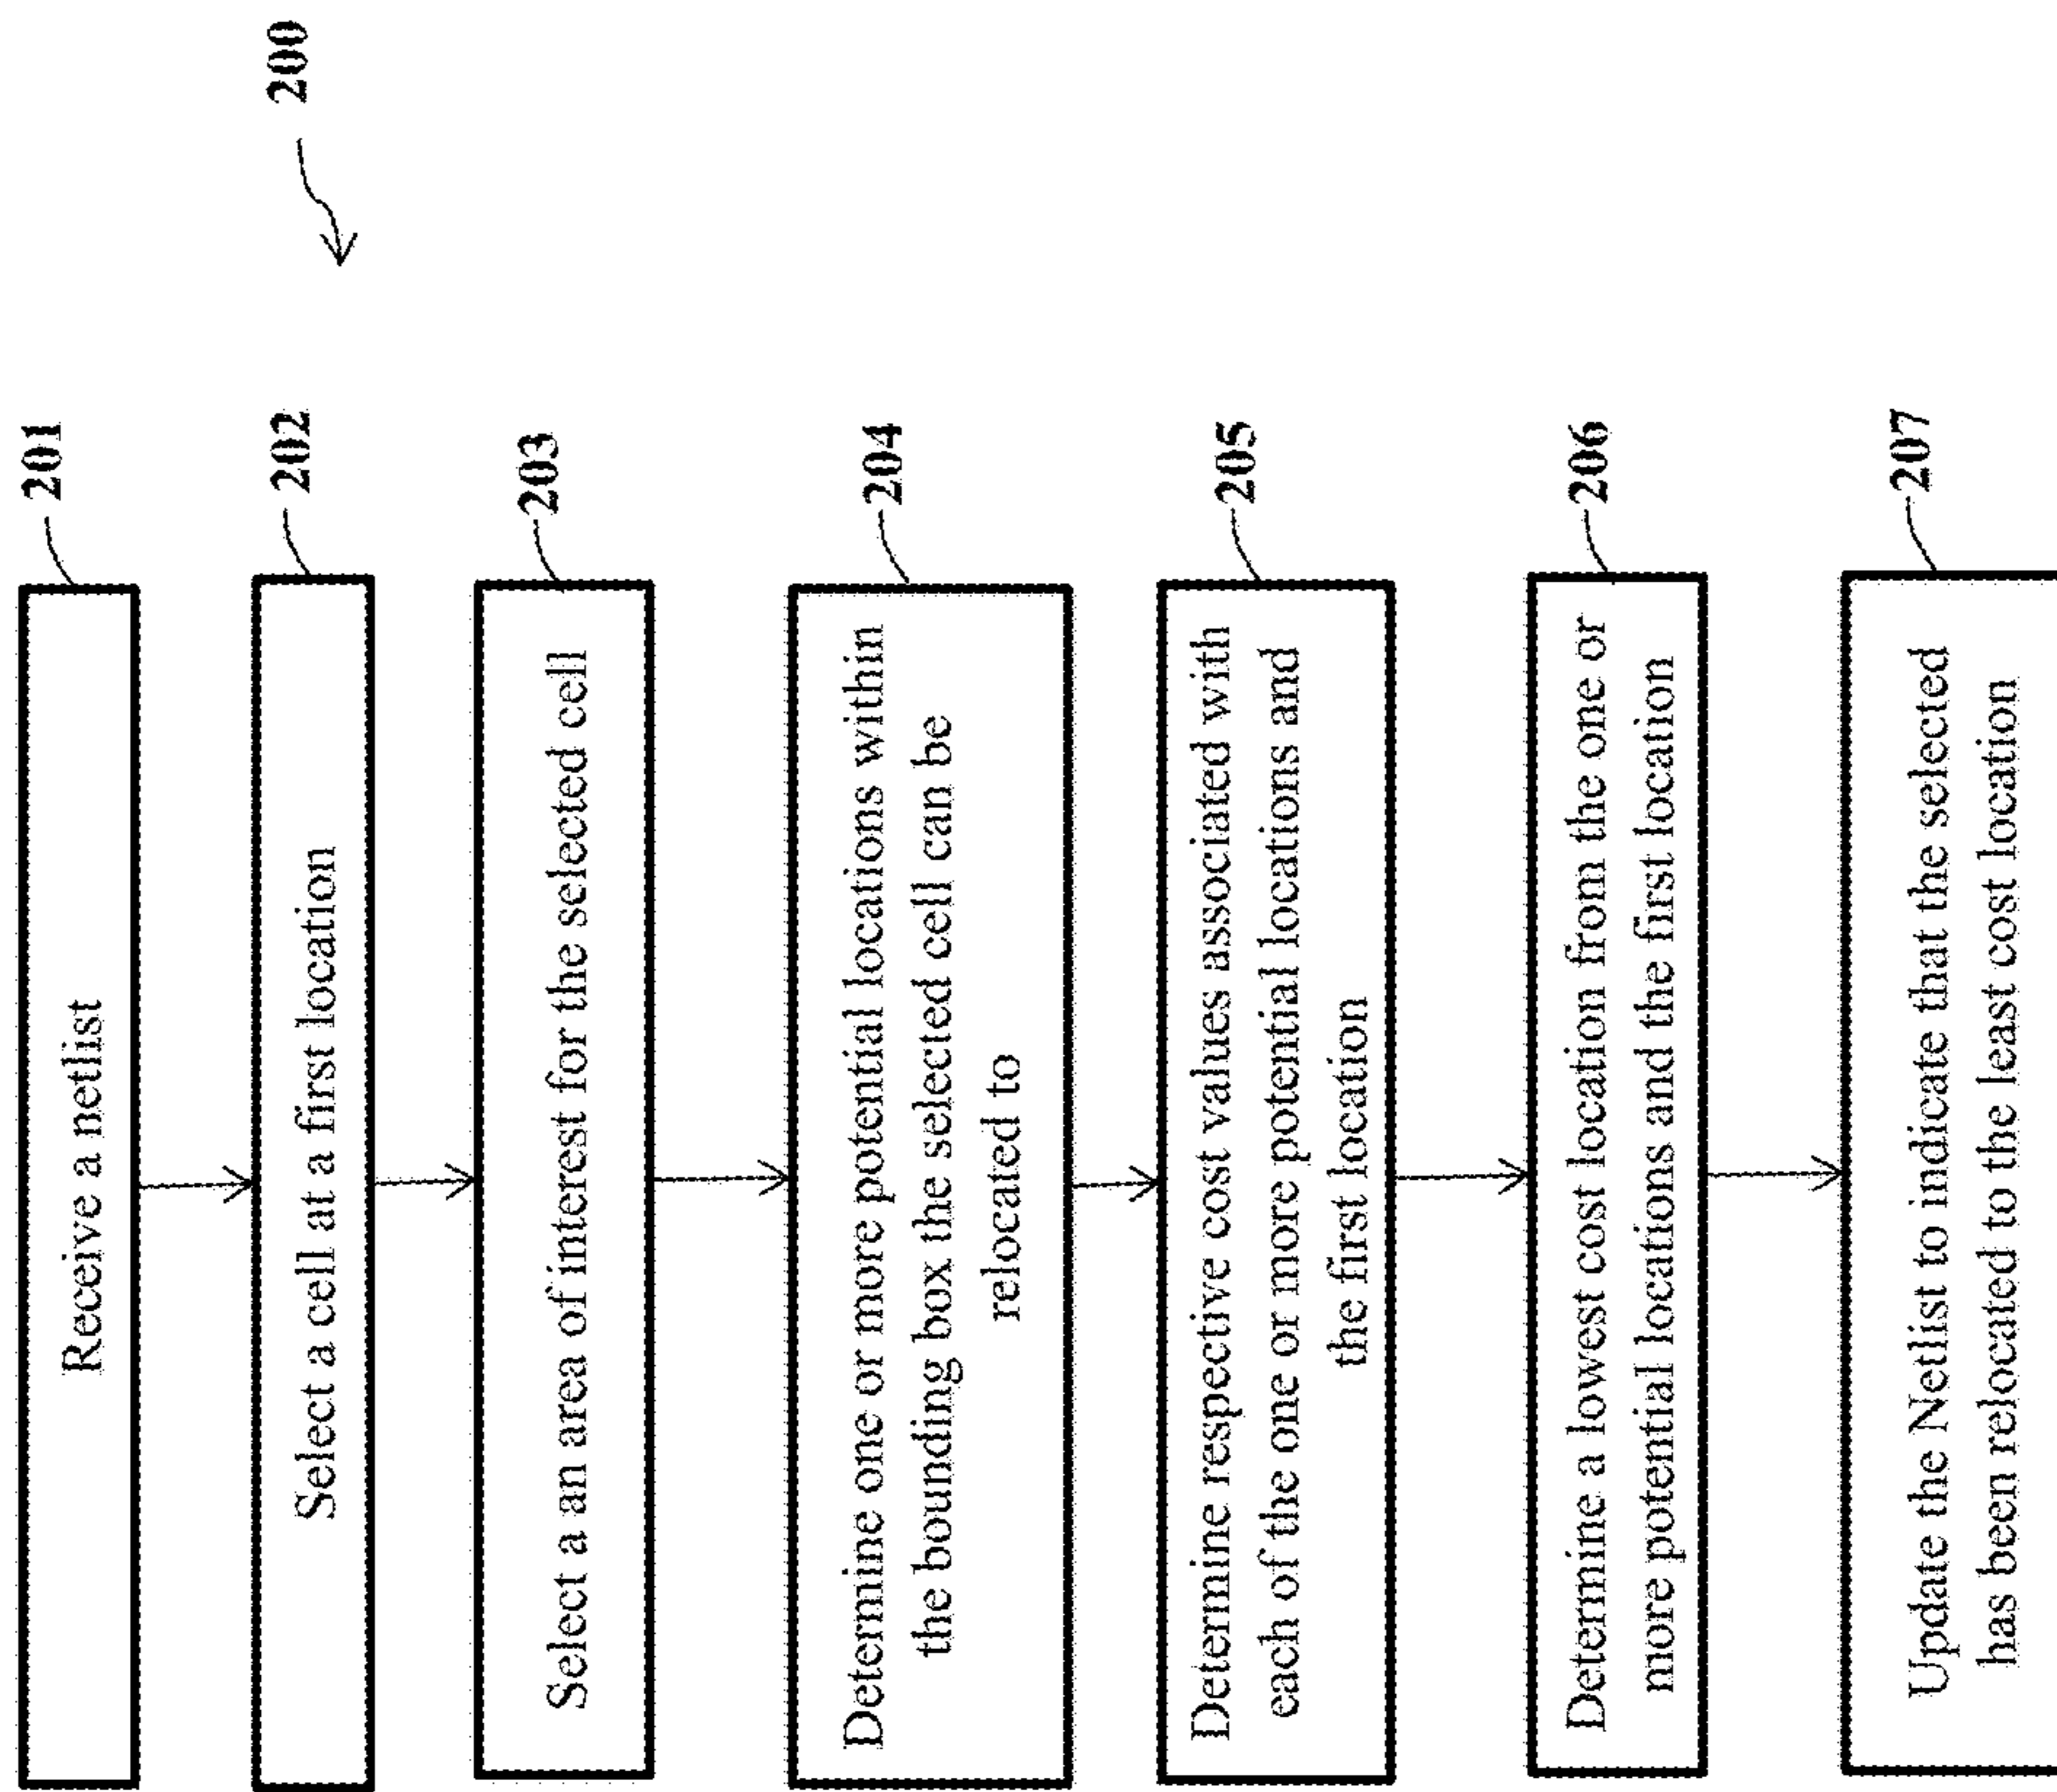 200
201
Receive a netlist
202
Select a cell at a first location
203
Select a an area of interest for the selected cell
204
Determine one or more potential locations within
the bounding box the selected cell can be
relocated to
205
Determine respective cost values associated with
each of the one or more potential locations and
the first location
206
Determine a lowest cost location from the one or
more potential locations and the first location
207
Update the Netlist to indicate that the selected
has been relocated to the least cost location